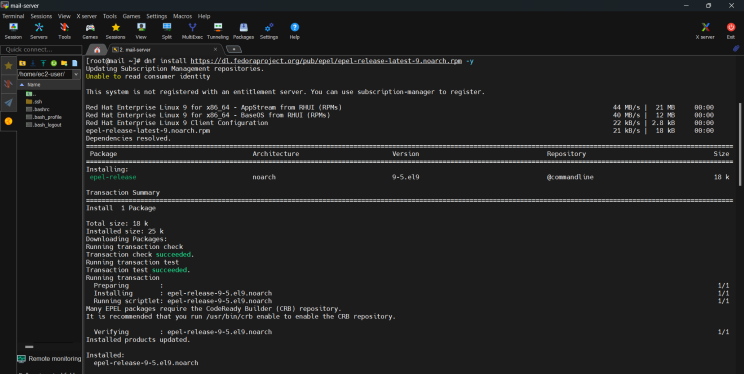 mail-server
Terminal Sessions View X server Tools Games Settings Macros Help
Session Servers Tools Games Sessions View Split MultiExec Tunneling Packages Settings Help X server Exit
Quick connect...
2. mail-server
/home/ec2-user/
Name
..
.ssh
.bashrc
.bash_profile
.bash_logout
Remote monitoring
[root@mail ~]# dnf install https://dl.fedoraproject.org/pub/epel/epel-release-latest-9.noarch.rpm -y
Updating Subscription Management repositories.
Unable to read consumer identity
This system is not registered with an entitlement server. You can use subscription-manager to register.
Red Hat Enterprise Linux 9 for x86_64 - AppStream from RHUI (RPMs) 44 MB/s | 21 MB 00:00
Red Hat Enterprise Linux 9 for x86_64 - BaseOS from RHUI (RPMs) 40 MB/s | 12 MB 00:00
Red Hat Enterprise Linux 9 Client Configuration 22 kB/s | 2.8 kB 00:00
epel-release-latest-9.noarch.rpm 21 kB/s | 18 kB 00:00
Dependencies resolved.
Package Architecture Version Repository Size
Installing:
epel-release noarch 9-5.el9 @commandline 18 k
Transaction Summary
Install 1 Package
Total size: 18 k
Installed size: 25 k
Downloading Packages:
Running transaction check
Transaction check succeeded.
Running transaction test
Transaction test succeeded.
Running transaction
Preparing : 1/1
Installing : epel-release-9-5.el9.noarch 1/1
Running scriptlet: epel-release-9-5.el9.noarch 1/1
Many EPEL packages require the CodeReady Builder (CRB) repository.
It is recommended that you run /usr/bin/crb enable to enable the CRB repository.
Verifying : epel-release-9-5.el9.noarch 1/1
Installed products updated.
Installed:
epel-release-9-5.el9.noarch